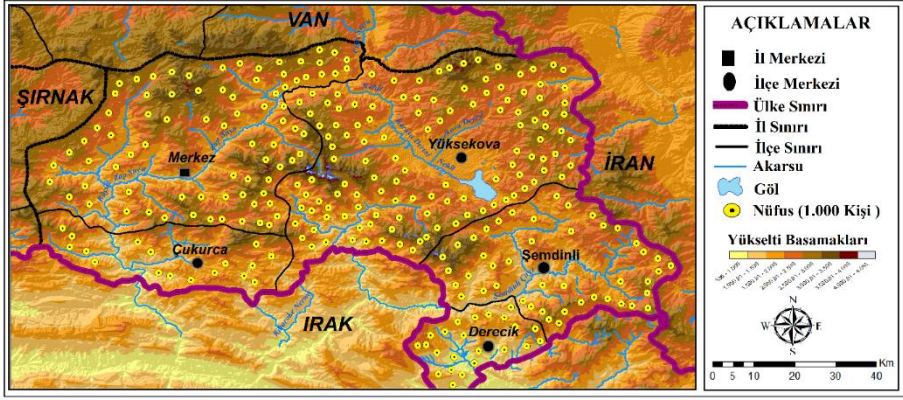 VAN
ŞIRNAK
Merkez
Yüksekova
İRAN
Çukurca
Şemdinli
IRAK
Derecik
AÇIKLAMALAR
İl Merkezi
İlçe Merkezi
Ülke Sınırı
İl Sınırı
İlçe Sınırı
Akarsu
Göl
Nüfus (1.000 Kişi )
Yükselti Basamakları
N
W E
S
Km
0 5 10 20 30 40